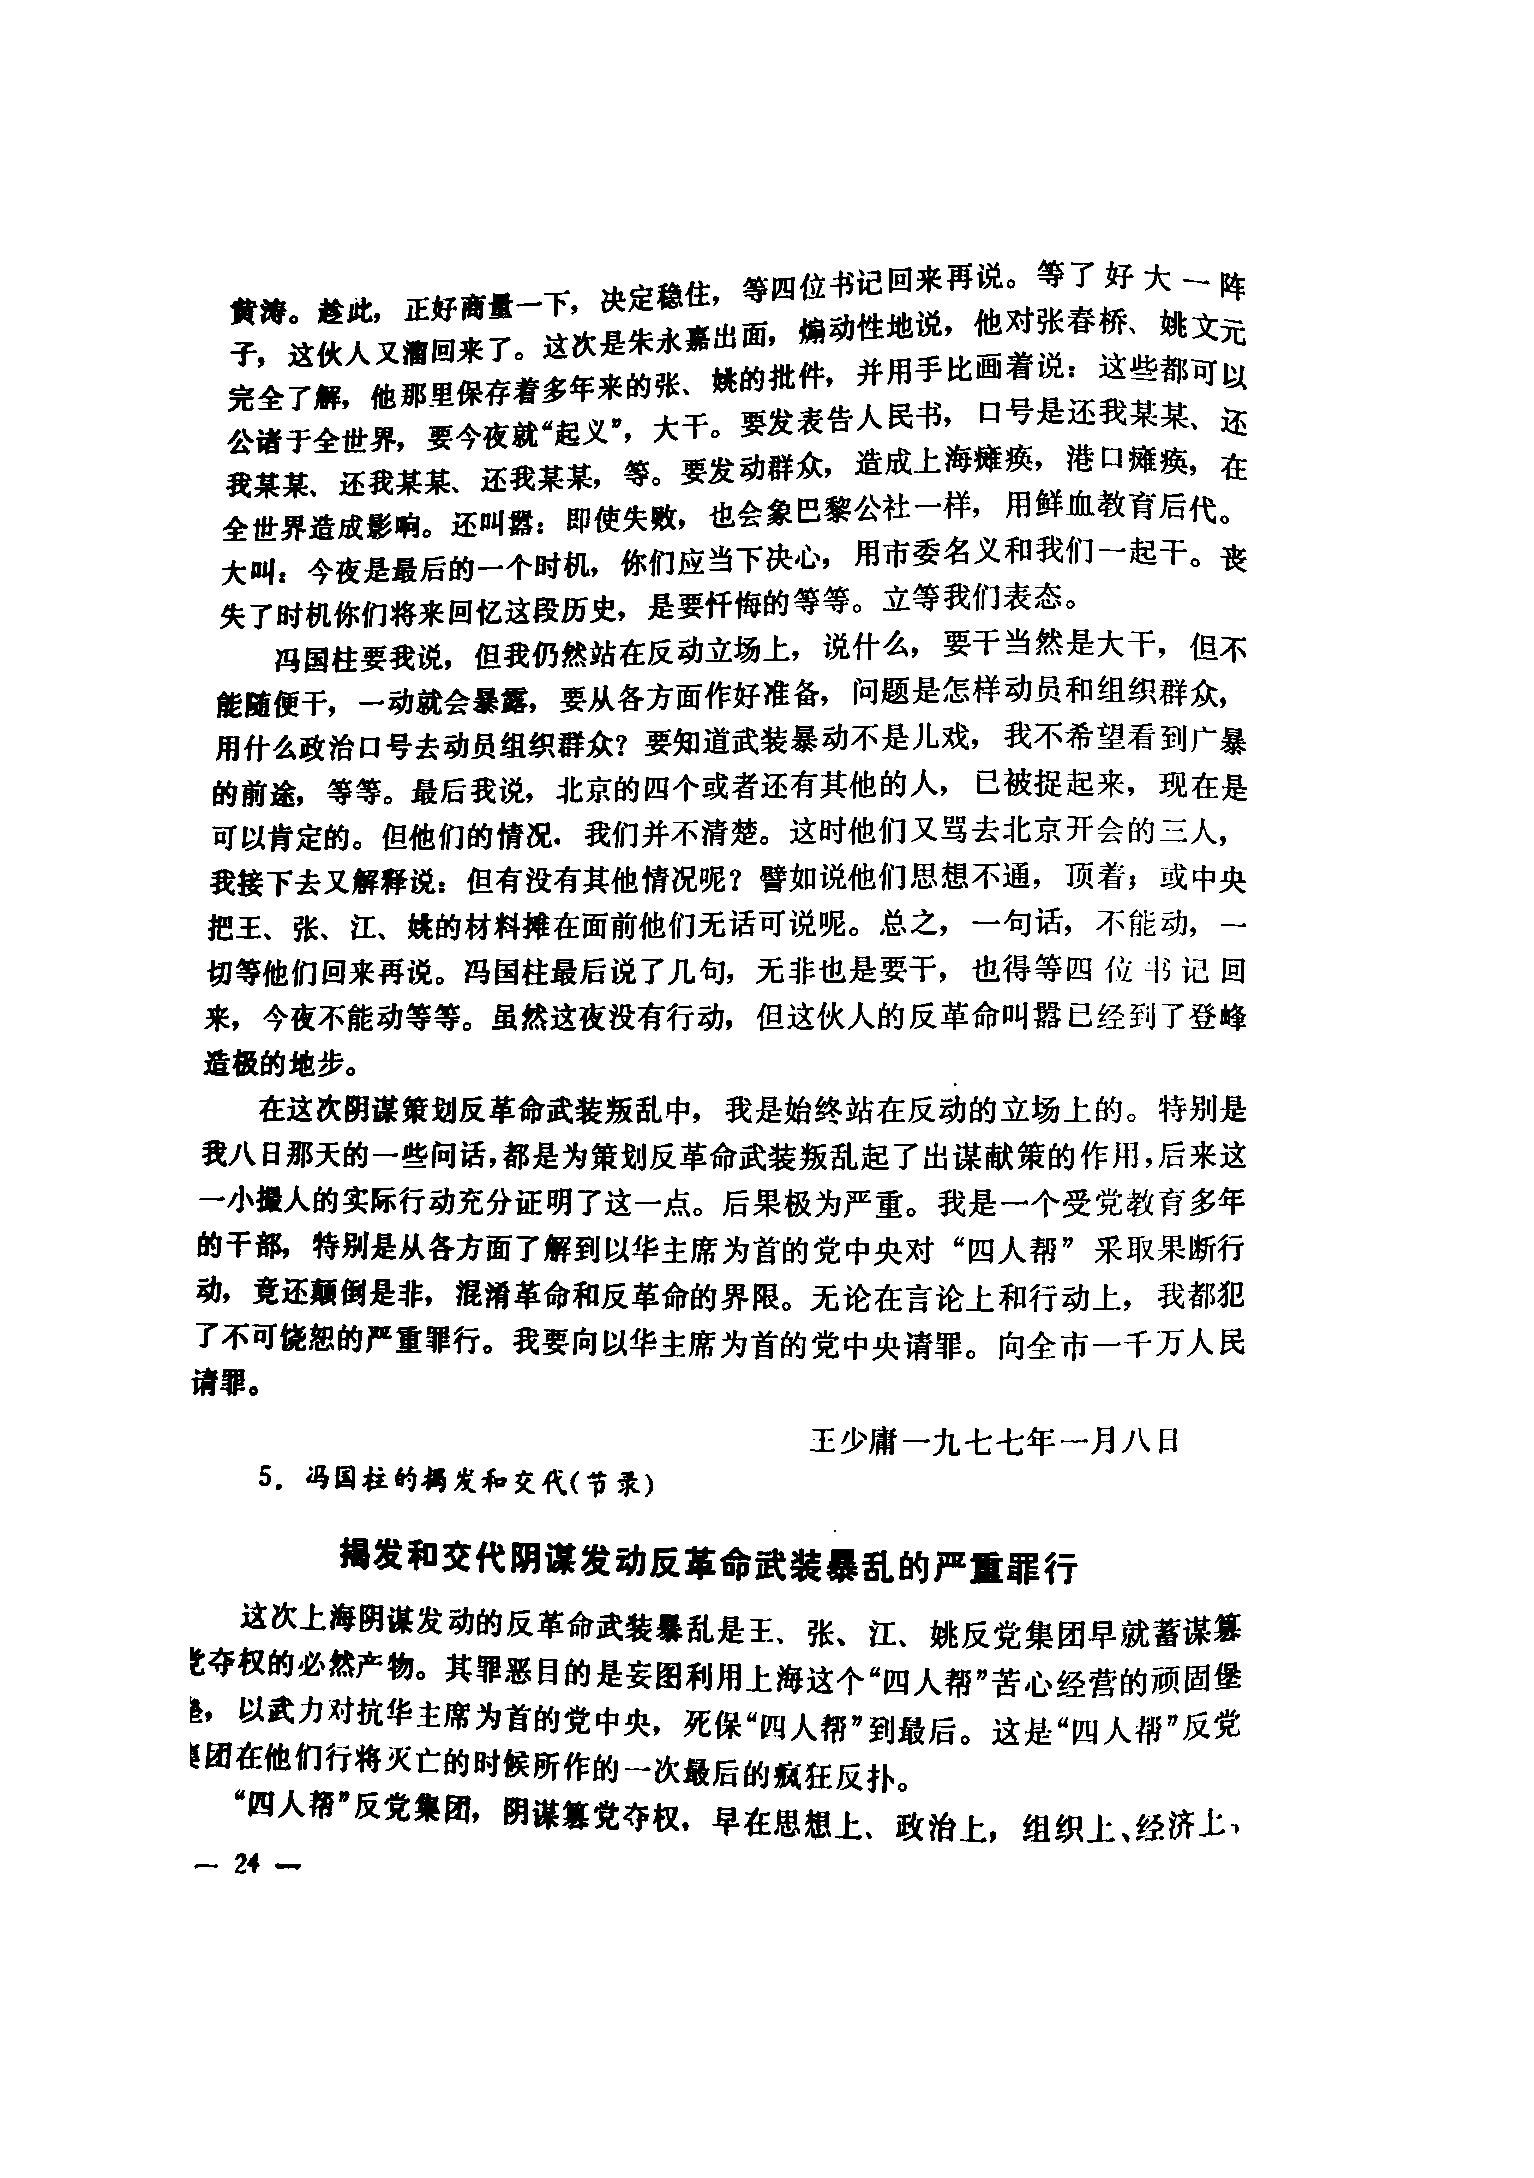 黄涛。趁此，正好商量一下，决定稳住，等四位书记回来再说。等了好大一阵
子，这伙人又溜回来了。这次是朱永嘉出面，煽动性地说，他对张春桥、姚文元
完全了解，他那里保存着多年来的张、姚的批件，并用手比画着说：这些都可以
公诸于全世界，要今夜就“起义”，大干。要发表告人民书，口号是还我某某、还
我某某、还我某某、还我某某，等。要发动群众，造成上海瘫痪，港口瘫痪，在
全世界造成影响。还叫嚣：即使失败，也会象巴黎公社一样，用鲜血教育后代。
大叫：今夜是最后的一个时机，你们应当下决心，用市委名义和我们一起干。丧
失了时机你们将来回忆这段历史，是要忏悔的等等。立等我们表态。
冯国柱要我说，但我仍然站在反动立场上，说什么，要干当然是大干，但不
能随便干，一动就会暴露，要从各方面作好准备，问题是怎样动员和组织群众，
用什么政治口号去动员组织群众？要知道武装暴动不是儿戏，我不希望看到广暴
的前途，等等。最后我说，北京的四个或者还有其他的人，已被捉起来，现在是
可以肯定的。但他们的情况．我们并不清楚。这时他们又骂去北京开会的三人，
我接下去又解释说：但有没有其他情况呢？譬如说他们思想不通，顶着；或中央
把王、张、江、姚的材料摊在面前他们无话可说呢。总之，一句话，不能动，一
切等他们回来再说。冯国柱最后说了几句，无非也是要干，也得等四位书记回
来，今夜不能动等等。虽然这夜没有行动，但这伙人的反革命叫嚣已经到了登峰
造极的地步。
在这次阴谋策划反革命武装叛乱中，我是始终站在反动的立场上的。特别是
我八日那天的一些问话，都是为策划反革命武装叛乱起了出谋献策的作用，后来这
一小撮人的实际行动充分证明了这一点。后果极为严重。我是一个受党教育多年
的干部，特别是从各方面了解到以华主席为首的党中央对“四人帮”采取果断行
动，竟还颠倒是非，混淆革命和反革命的界限。无论在言论上和行动上，我都犯
了不可饶恕的严重罪行。我要向以华主席为首的党中央请罪。向全市一千万人民
请罪。
王少庸一九七七年一月八日
5．冯国柱的揭发和交代（节录）
揭发和交代阴谋发动反革命武装暴乱的严重罪行
这次上海阴谋发动的反革命武装暴乱是王、张、江、姚反党集团早就蓄谋篡
党夺权的必然产物。其罪恶目的是妄图利用上海这个“四人帮”苦心经营的顽固堡
垒，以武力对抗华主席为首的党中央，死保“四人帮”到最后。这是“四人帮”反党
集团在他们行将灭亡的时候所作的一次最后的疯狂反扑。
“四人帮”反党集团，阴谋篡党夺权，早在思想上、政治上，组织上、经济上，
— 24 —